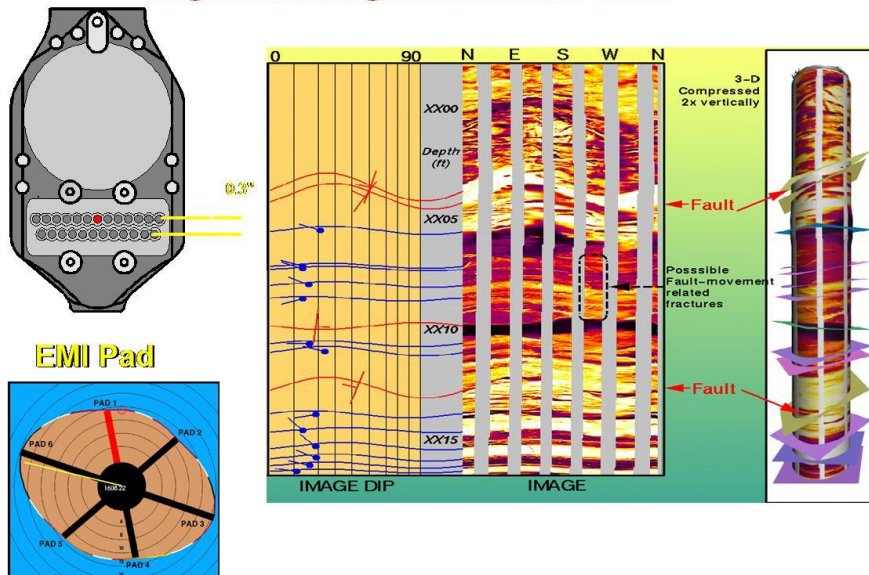 0.3"
EMI Pad
PAD 1
PAD 2
PAD 6
1608.22
PAD 3
PAD 5
PAD 4
0 90 N E S W N
XX00
Depth
(ft)
XX05
XX10
XX15
IMAGE DIP IMAGE
3-D
Compressed
2x vertically
Fault
Posssible
Fault-movement
related
fractures
Fault